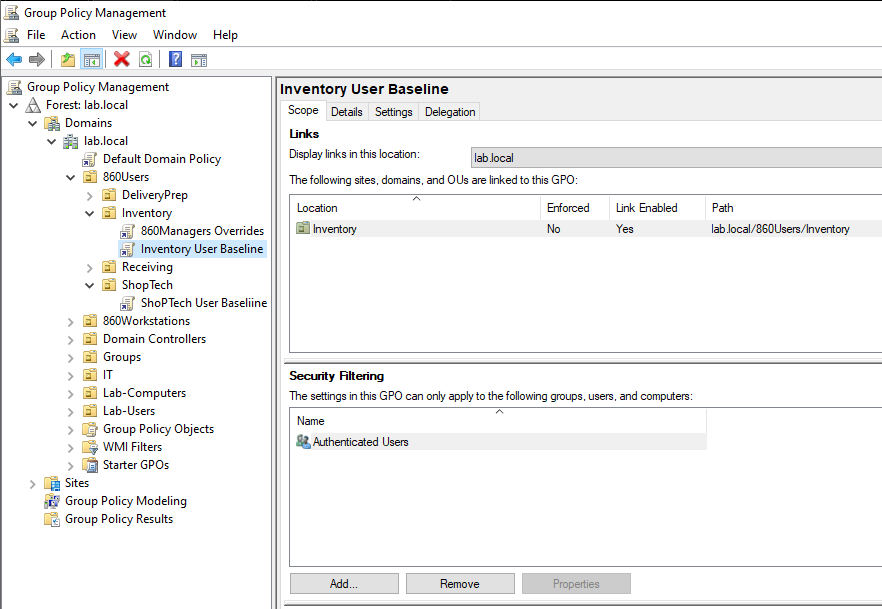 Group Policy Management
File Action View Window Help
Group Policy Management
Forest: lab.local
Domains
lab.local
Default Domain Policy
860Users
DeliveryPrep
Inventory
860Managers Overrides
Inventory User Baseline
Receiving
ShopTech
ShoPTech User Baseliine
860Workstations
Domain Controllers
Groups
IT
Lab-Computers
Lab-Users
Group Policy Objects
WMI Filters
Starter GPOs
Sites
Group Policy Modeling
Group Policy Results
Inventory User Baseline
Scope Details Settings Delegation
Links
Display links in this location: lab.local
The following sites, domains, and OUs are linked to this GPO:
Location Enforced Link Enabled Path
Inventory No Yes lab.local/860Users/Inventory
Security Filtering
The settings in this GPO can only apply to the following groups, users, and computers:
Name
Authenticated Users
Add... Remove Properties